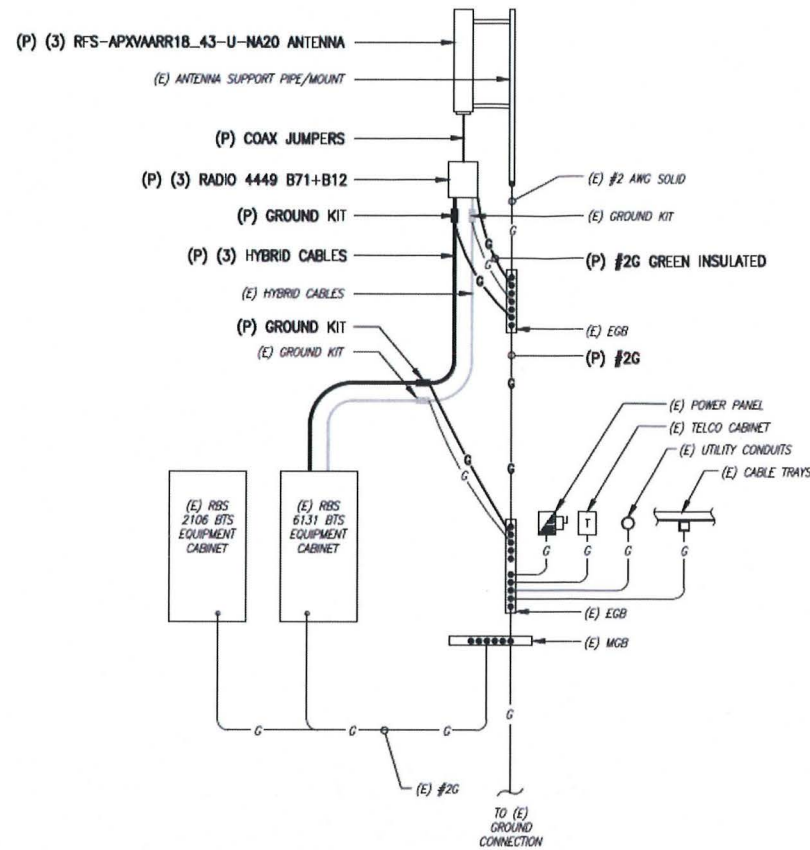 (P) (3) RFS-APXVAARR18_43-U-NA20 ANTENNA
(E) ANTENNA SUPPORT PIPE/MOUNT
(P) COAX JUMPERS
(P) (3) RADIO 4449 B71+B12
(E) #2 AWG SOLID
(P) GROUND KIT
(E) GROUND KIT
G
(P) (3) HYBRID CABLES
G
G
(P) #2G GREEN INSULATED
G
(E) HYBRID CABLES
(P) GROUND KIT
(E) EGB
(E) GROUND KIT
(P) #2G
G
(E) POWER PANEL
(E) TELCO CABINET
(E) UTILITY CONDUITS
(E) CABLE TRAYS
G
G
G
(E) RBS
2106 BTS
EQUIPMENT
CABINET
(E) RBS
6131 BTS
EQUIPMENT
CABINET
T
G
G
G
G
(E) EGB
(E) MGB
G
G
G
G
(E) #2G
TO (E)
GROUND
CONNECTION